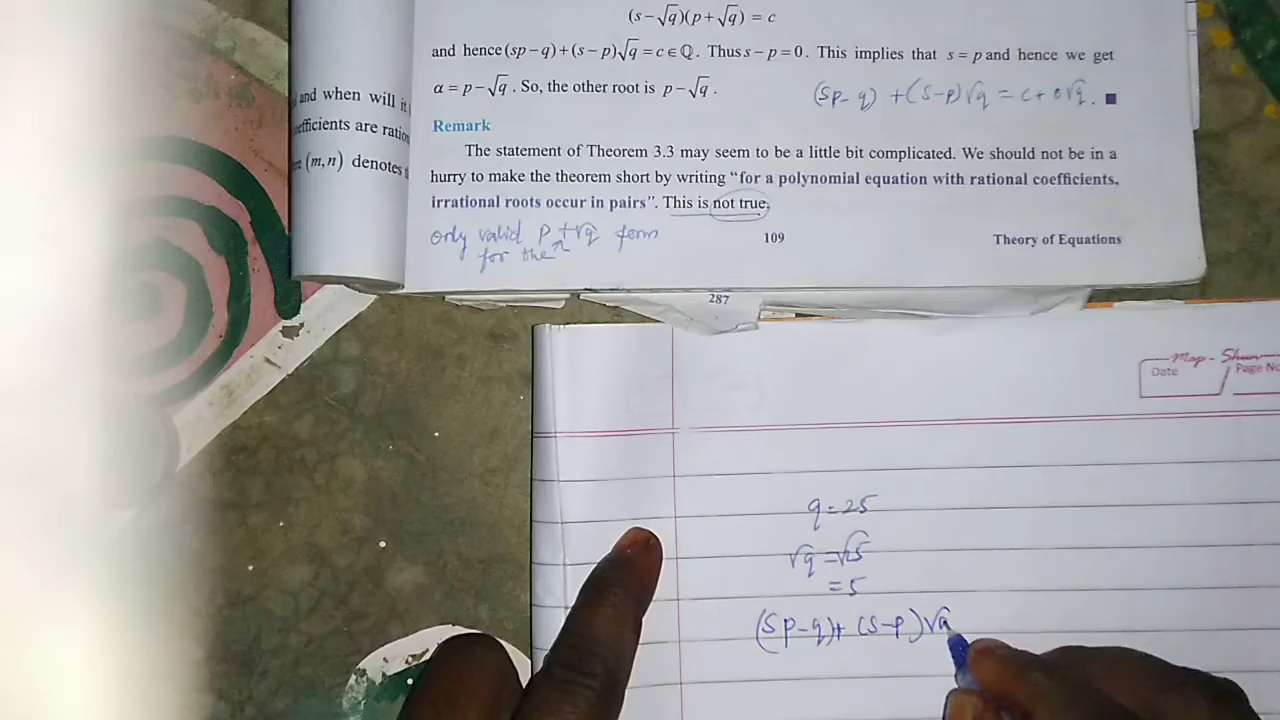 (s−√q)(p+√q) = c
and hence (sp−q)+(s−p)√q = c∈ℚ. Thus s−p=0. This implies that s = p and hence we get
α = p−√q. So, the other root is p−√q.
(sp-q) +(s-p)√q = c+0√q. ■
and when will it
efficients are ratio
(m,n) denotes
Remark
The statement of Theorem 3.3 may seem to be a little bit complicated. We should not be in a
hurry to make the theorem short by writing “for a polynomial equation with rational coefficients,
irrational roots occur in pairs”. This is not true.
only valid p+√q form
for the
109
Theory of Equations
287
Map - Shun
Date
Page No
q=25
√q=√25
=5
(sp-q)+(s-p)√q